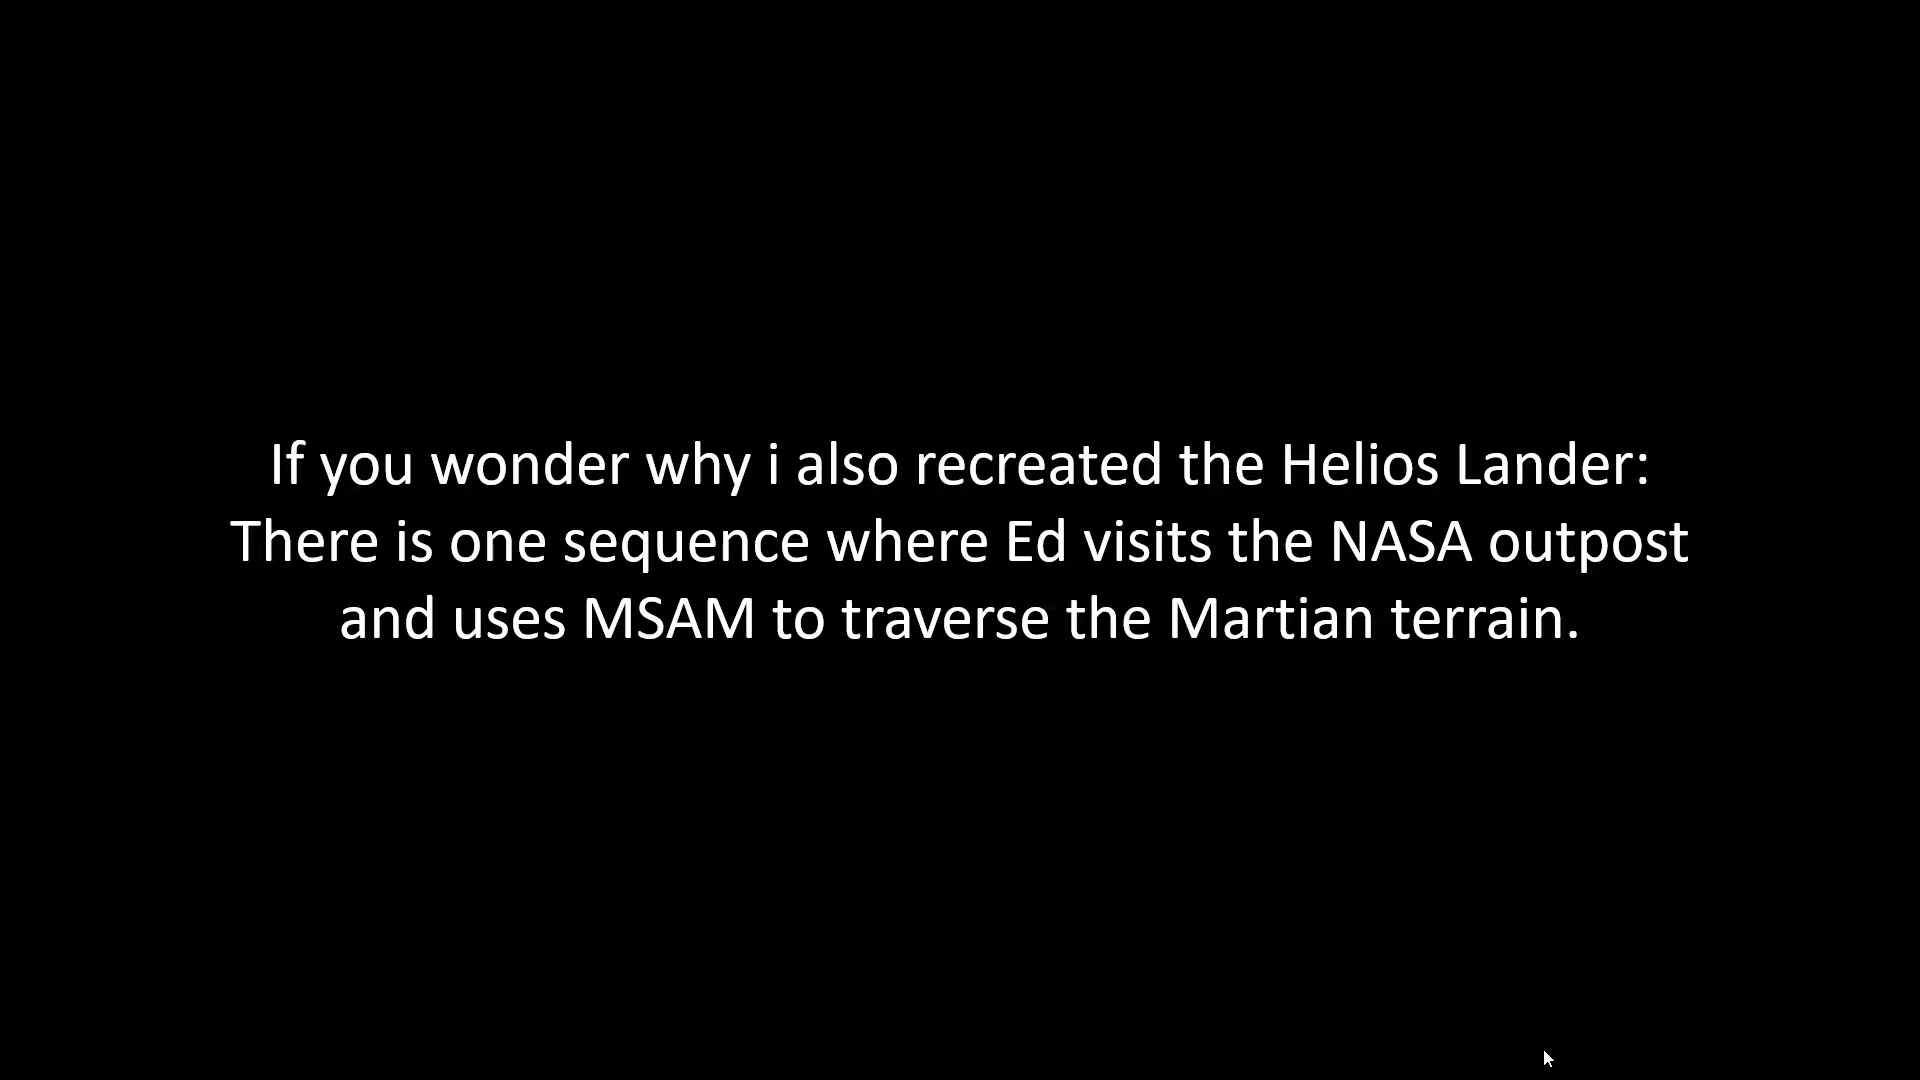 If you wonder why i also recreated the Helios Lander:
There is one sequence where Ed visits the NASA outpost
and uses MSAM to traverse the Martian terrain.